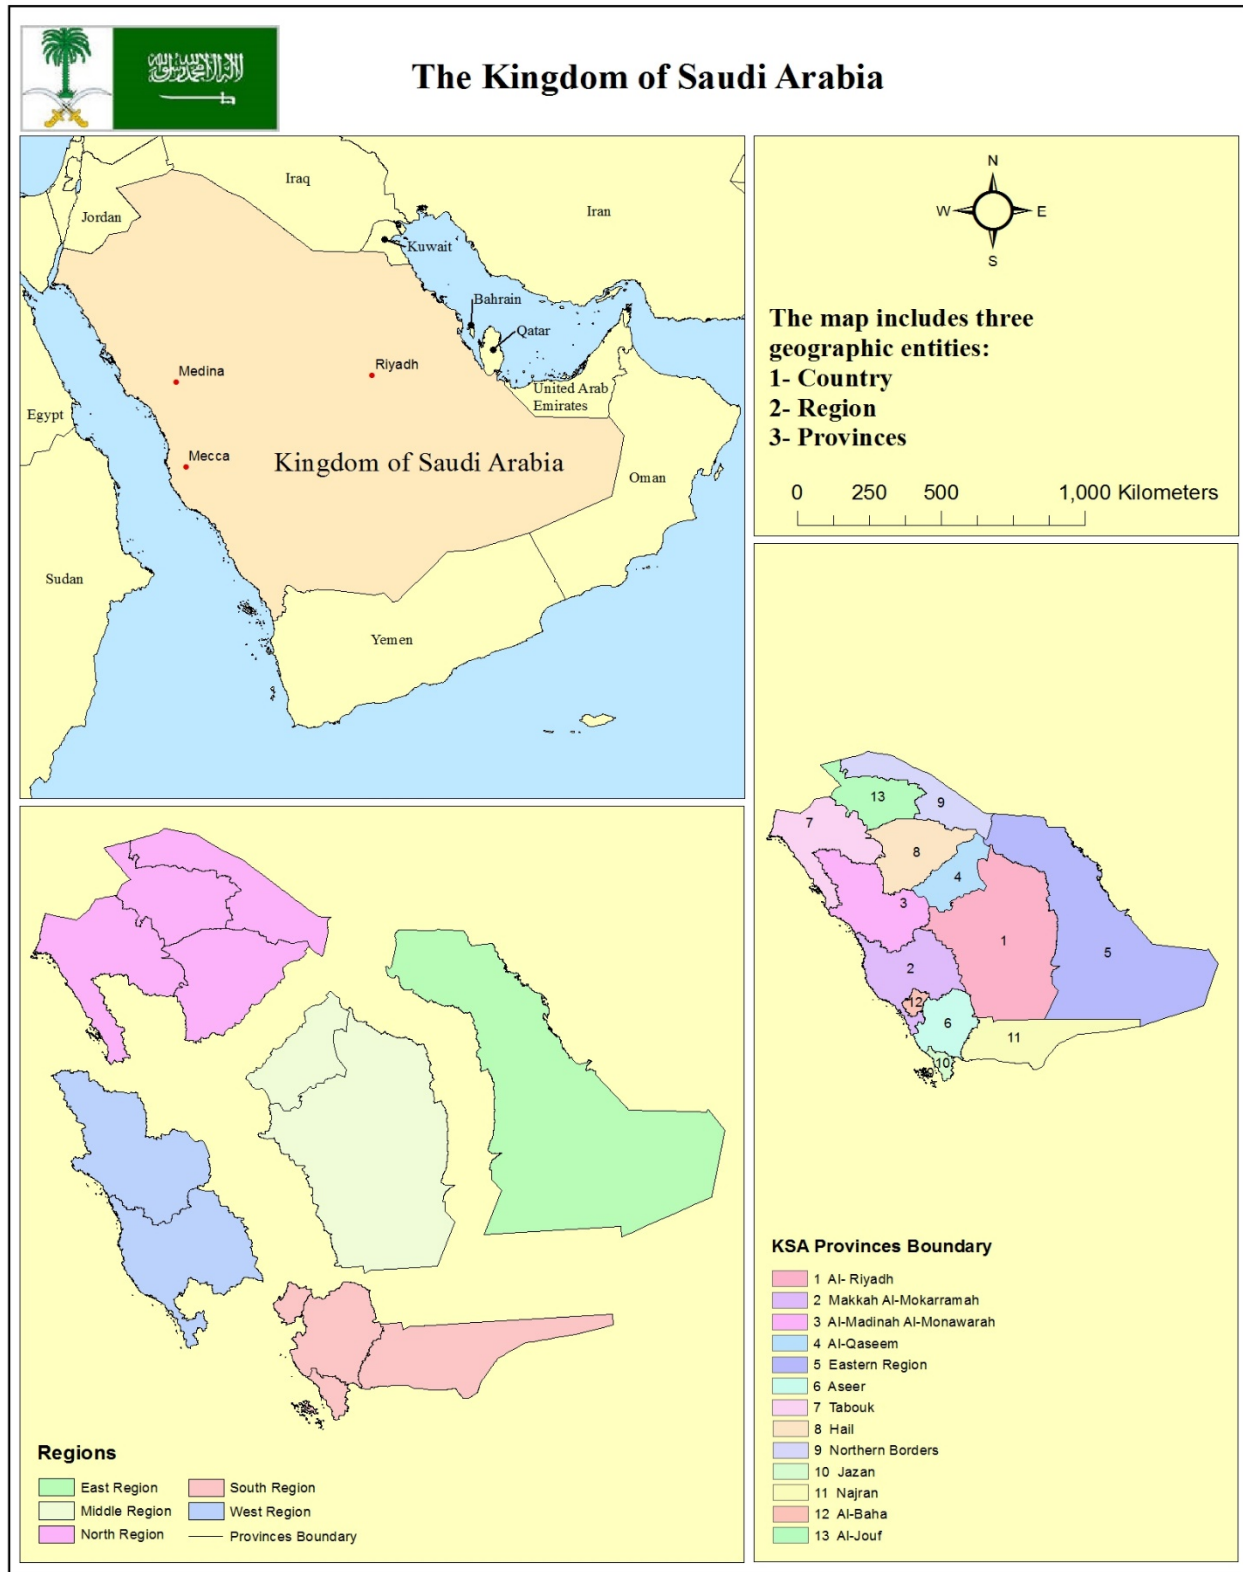 The Kingdom of Saudi Arabia
Iraq
Iran
Jordan
Kuwait
Bahrain
Qatar
Medina
Riyadh
United Arab
Emirates
Egypt
Mecca
Kingdom of Saudi Arabia
Oman
Sudan
Yemen
N
W
E
S
The map includes three
geographic entities:
1- Country
2- Region
3- Provinces
0 250 500 1,000 Kilometers
13
9
7
8
4
3
1
2
5
12
6
11
10
10
KSA Provinces Boundary
1 Al- Riyadh
2 Makkah Al-Mokarramah
3 Al-Madinah Al-Monawarah
4 Al-Qaseem
5 Eastern Region
6 Aseer
7 Tabouk
8 Hail
9 Northern Borders
10 Jazan
11 Najran
12 Al-Baha
13 Al-Jouf
Regions
East Region
Middle Region
North Region
South Region
West Region
Provinces Boundary